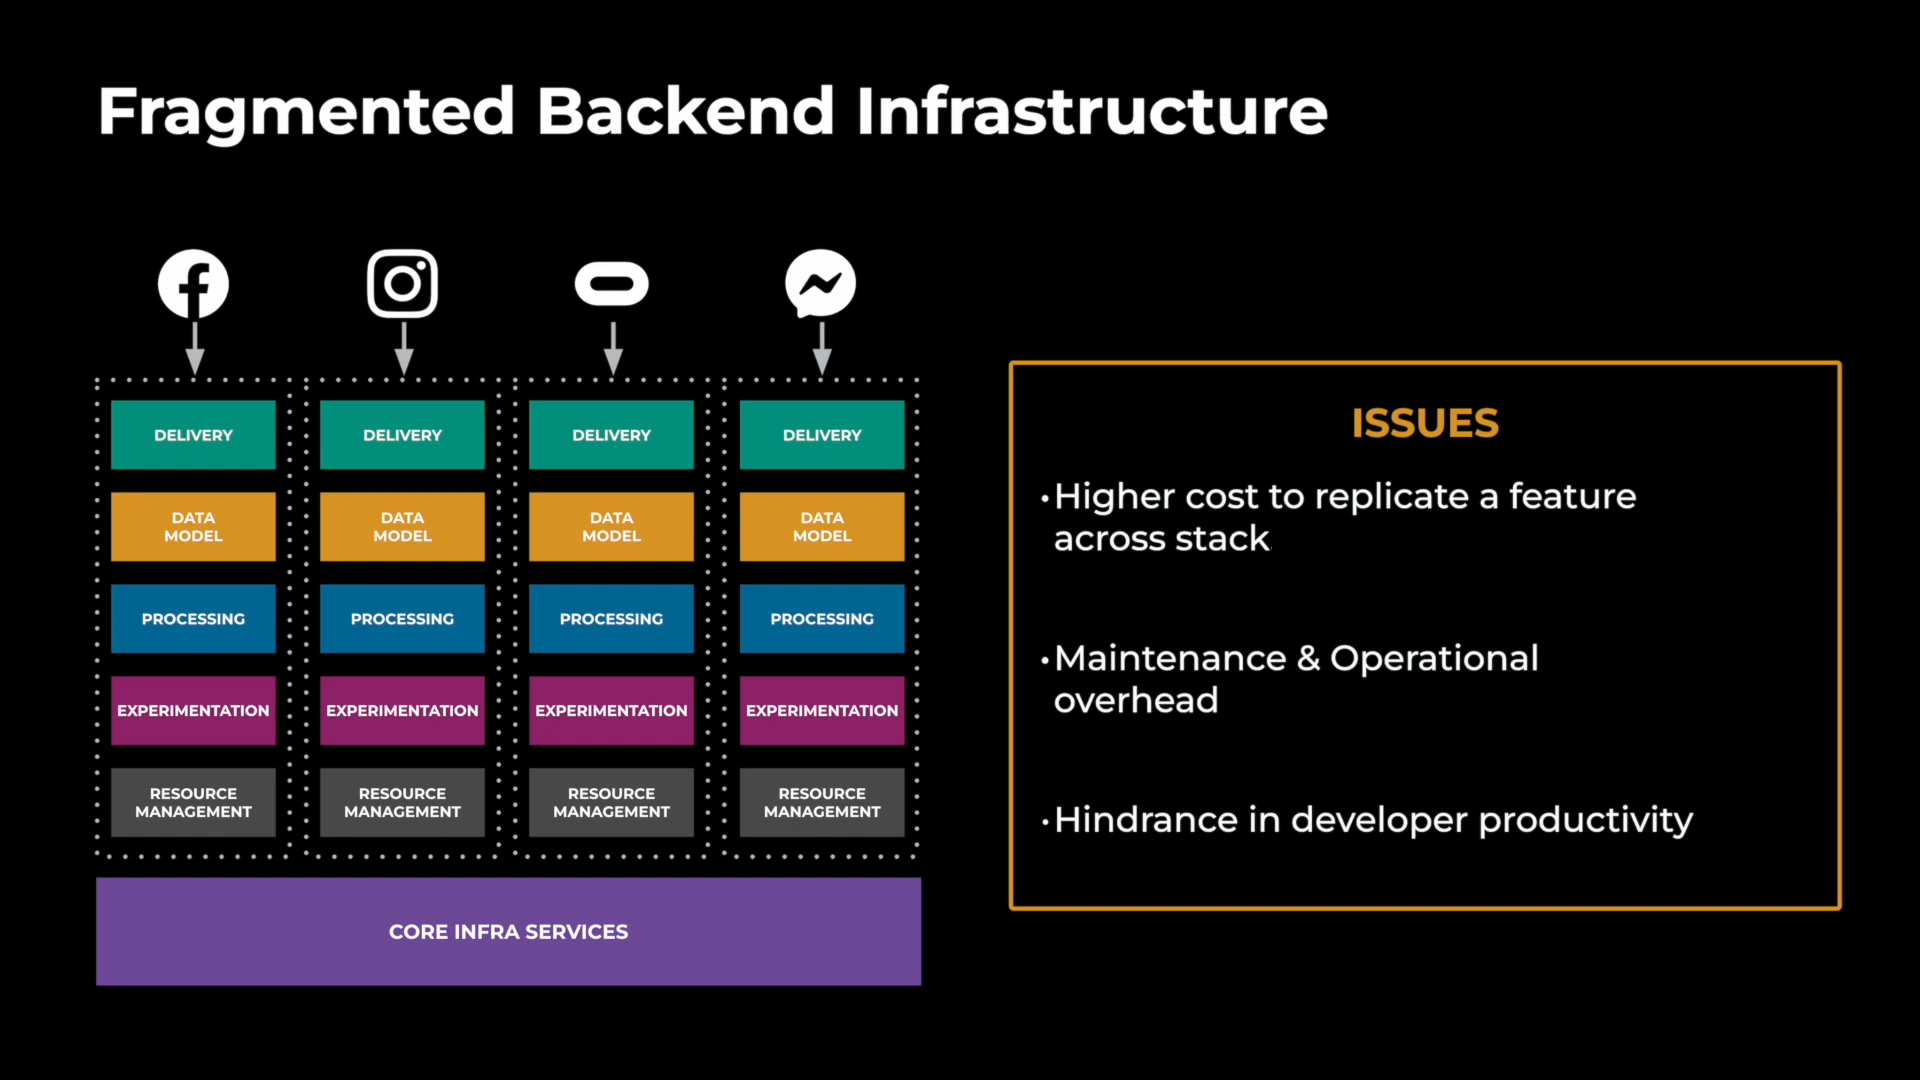 Fragmented Backend Infrastructure
DELIVERY
DELIVERY
DELIVERY
DELIVERY
DATA
MODEL
DATA
MODEL
DATA
MODEL
DATA
MODEL
PROCESSING
PROCESSING
PROCESSING
PROCESSING
EXPERIMENTATION
EXPERIMENTATION
EXPERIMENTATION
EXPERIMENTATION
RESOURCE
MANAGEMENT
RESOURCE
MANAGEMENT
RESOURCE
MANAGEMENT
RESOURCE
MANAGEMENT
CORE INFRA SERVICES
ISSUES
•Higher cost to replicate a feature
across stack
•Maintenance & Operational
overhead
•Hindrance in developer productivity